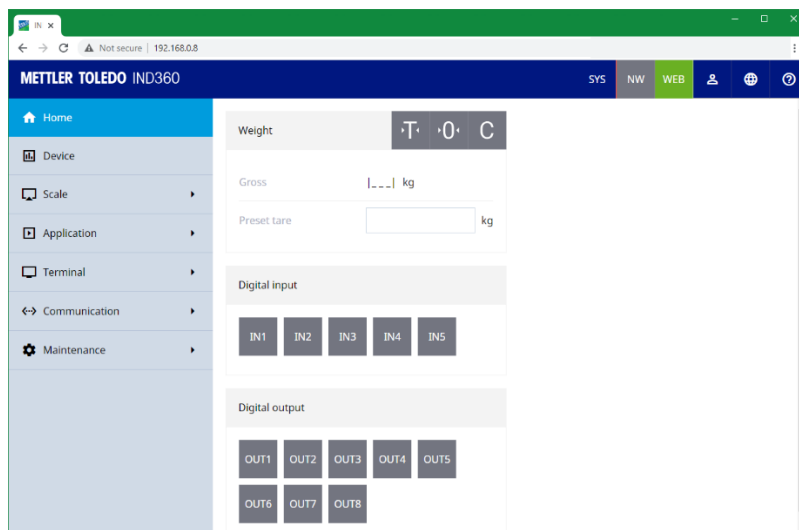 IN
Not secure | 192.168.0.8
METTLER TOLEDO IND360
SYS NW WEB
Home
Device
Scale
Application
Terminal
Communication
Maintenance
Weight
T 0 C
Gross |___| kg
Preset tare kg
Digital input
IN1 IN2 IN3 IN4 IN5
Digital output
OUT1 OUT2 OUT3 OUT4 OUT5
OUT6 OUT7 OUT8